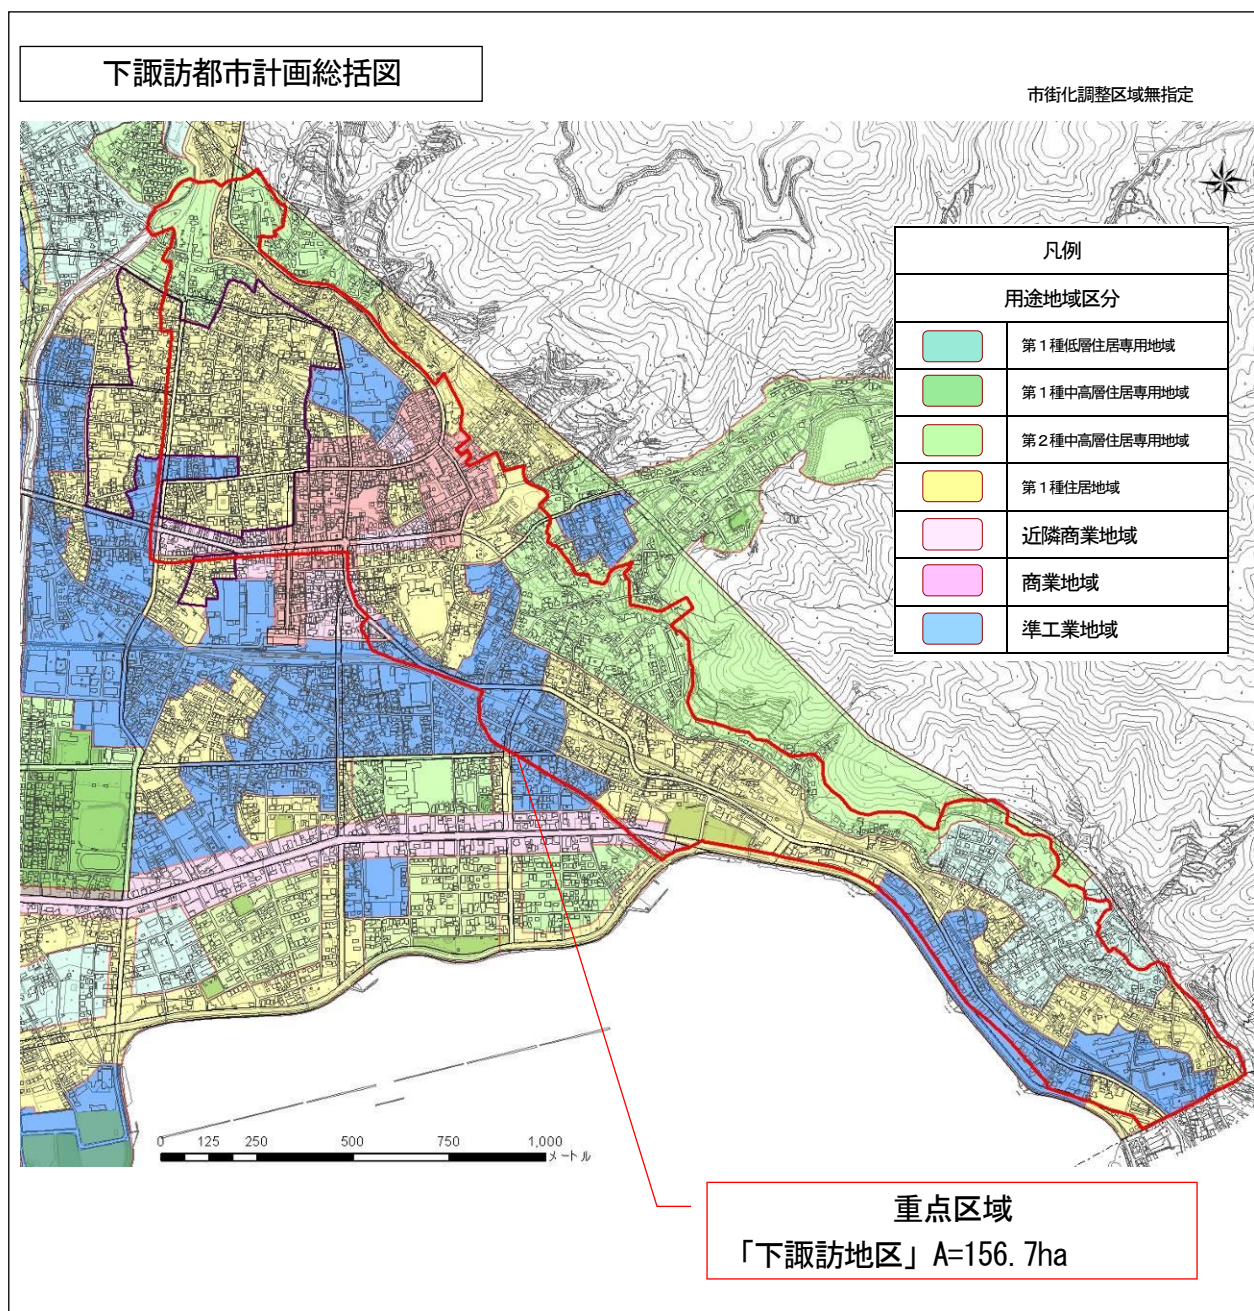 下諏訪都市計画総括図
市街化調整区域無指定
凡例
用途地域区分
第1種低層住居専用地域
第1種中高層住居専用地域
第2種中高層住居専用地域
第1種住居地域
近隣商業地域
商業地域
準工業地域
0 125 250 500 750 1,000
メートル
重点区域
「下諏訪地区」A=156.7ha